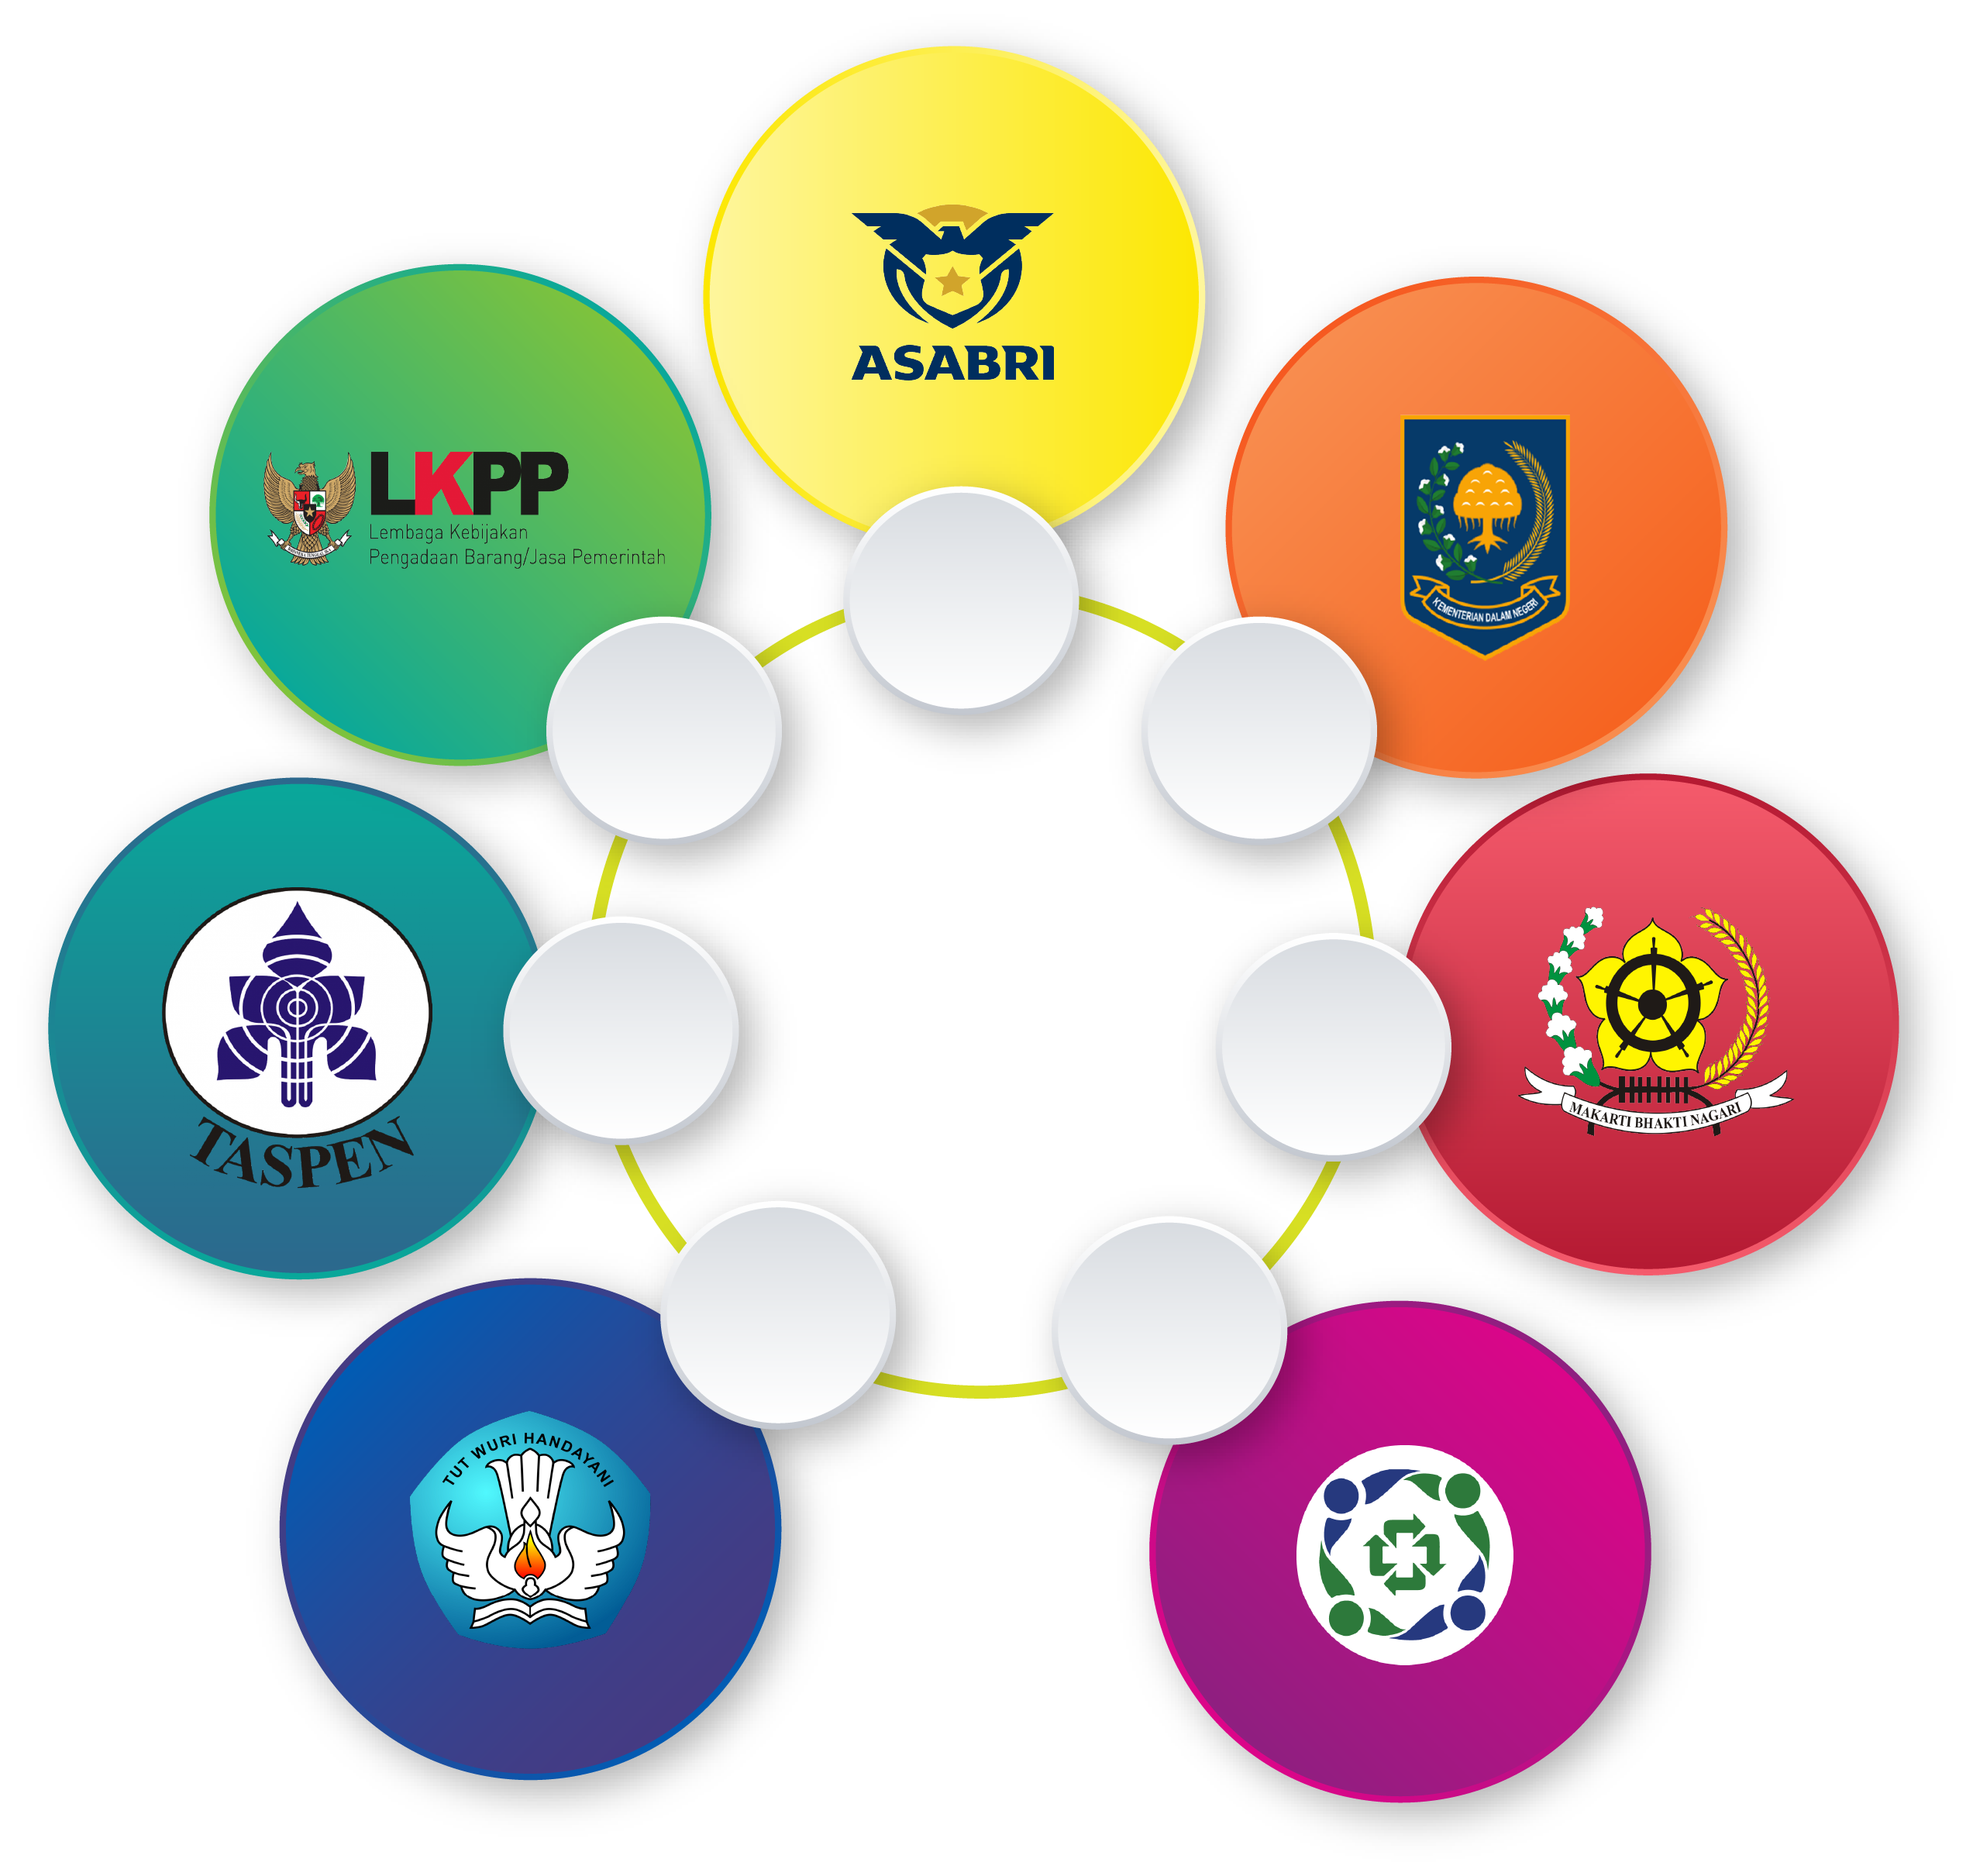 ASABRI
LKPP
Lembaga Kebijakan
Pengadaan Barang/Jasa Pemerintah
KEMENTERIAN DALAM NEGERI
TASPEN
MAKARTI BHAKTI NAGARI
TUT WURI HANDAYANI